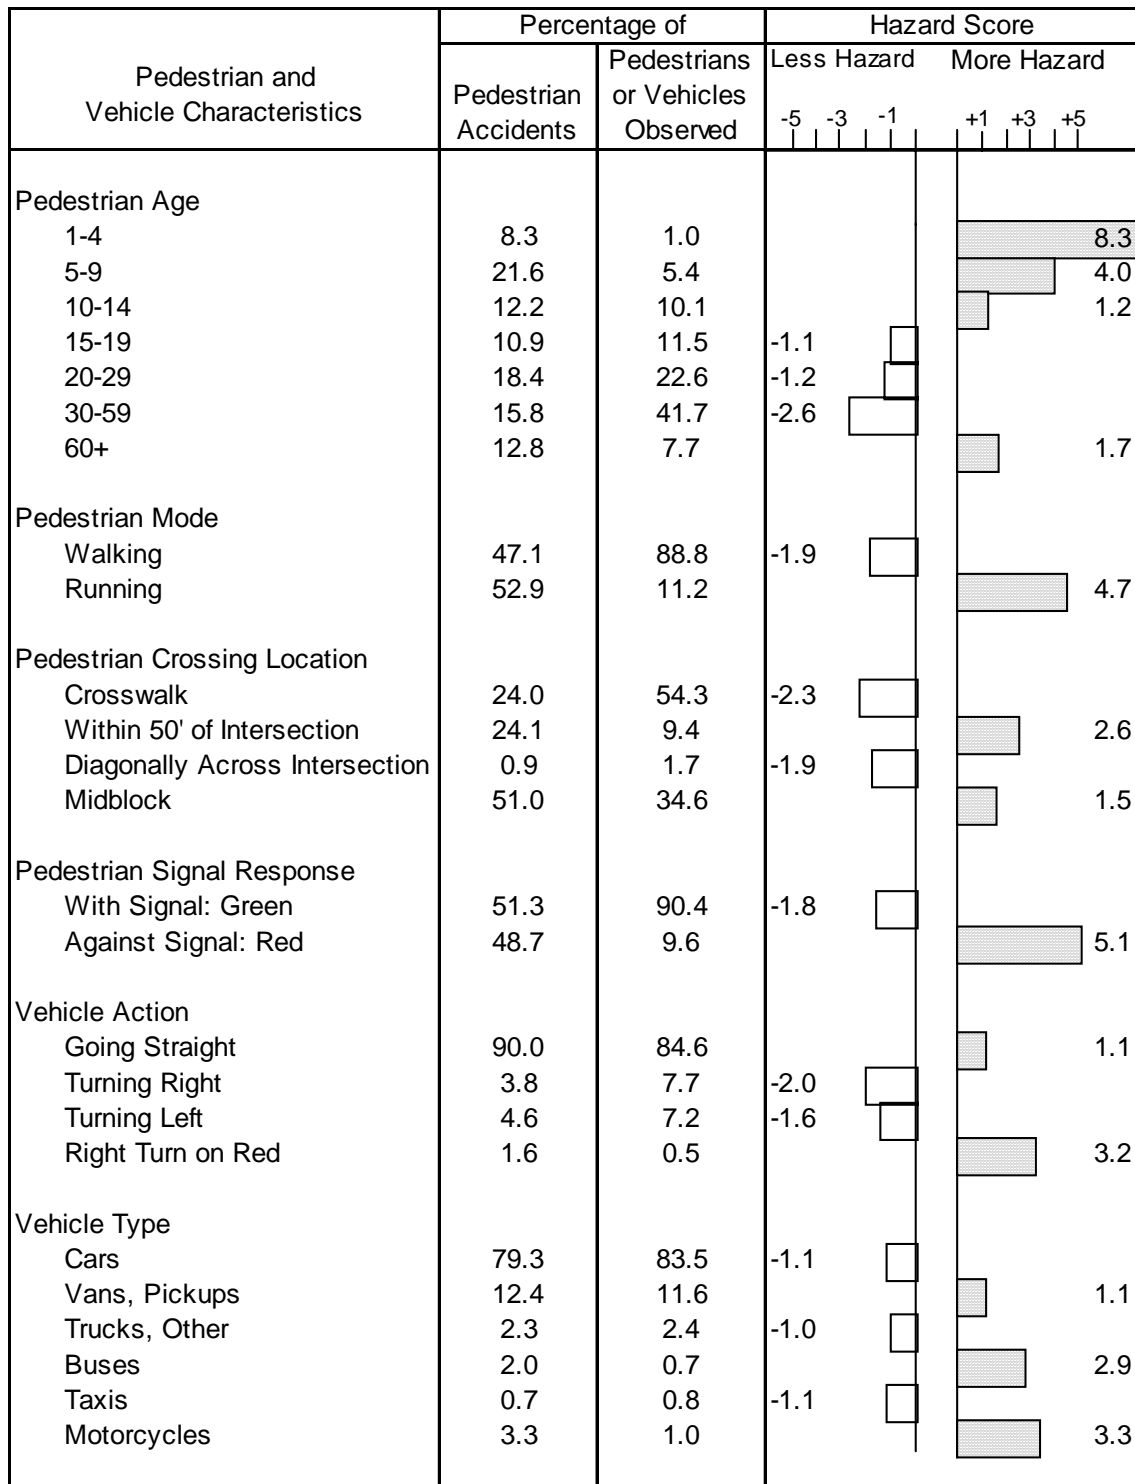 Percentage of Hazard Score
Pedestrian and
Vehicle Characteristics
Pedestrian
Accidents
Pedestrians
or Vehicles
Observed
Less Hazard More Hazard
-5 -3 -1 +1 +3 +5
Pedestrian Age
1-4 8.3 1.0 8.3
5-9 21.6 5.4 4.0
10-14 12.2 10.1 1.2
15-19 10.9 11.5 -1.1
20-29 18.4 22.6 -1.2
30-59 15.8 41.7 -2.6
60+ 12.8 7.7 1.7
Pedestrian Mode
Walking 47.1 88.8 -1.9
Running 52.9 11.2 4.7
Pedestrian Crossing Location
Crosswalk 24.0 54.3 -2.3
Within 50' of Intersection 24.1 9.4 2.6
Diagonally Across Intersection 0.9 1.7 -1.9
Midblock 51.0 34.6 1.5
Pedestrian Signal Response
With Signal: Green 51.3 90.4 -1.8
Against Signal: Red 48.7 9.6 5.1
Vehicle Action
Going Straight 90.0 84.6 1.1
Turning Right 3.8 7.7 -2.0
Turning Left 4.6 7.2 -1.6
Right Turn on Red 1.6 0.5 3.2
Vehicle Type
Cars 79.3 83.5 -1.1
Vans, Pickups 12.4 11.6 1.1
Trucks, Other 2.3 2.4 -1.0
Buses 2.0 0.7 2.9
Taxis 0.7 0.8 -1.1
Motorcycles 3.3 1.0 3.3